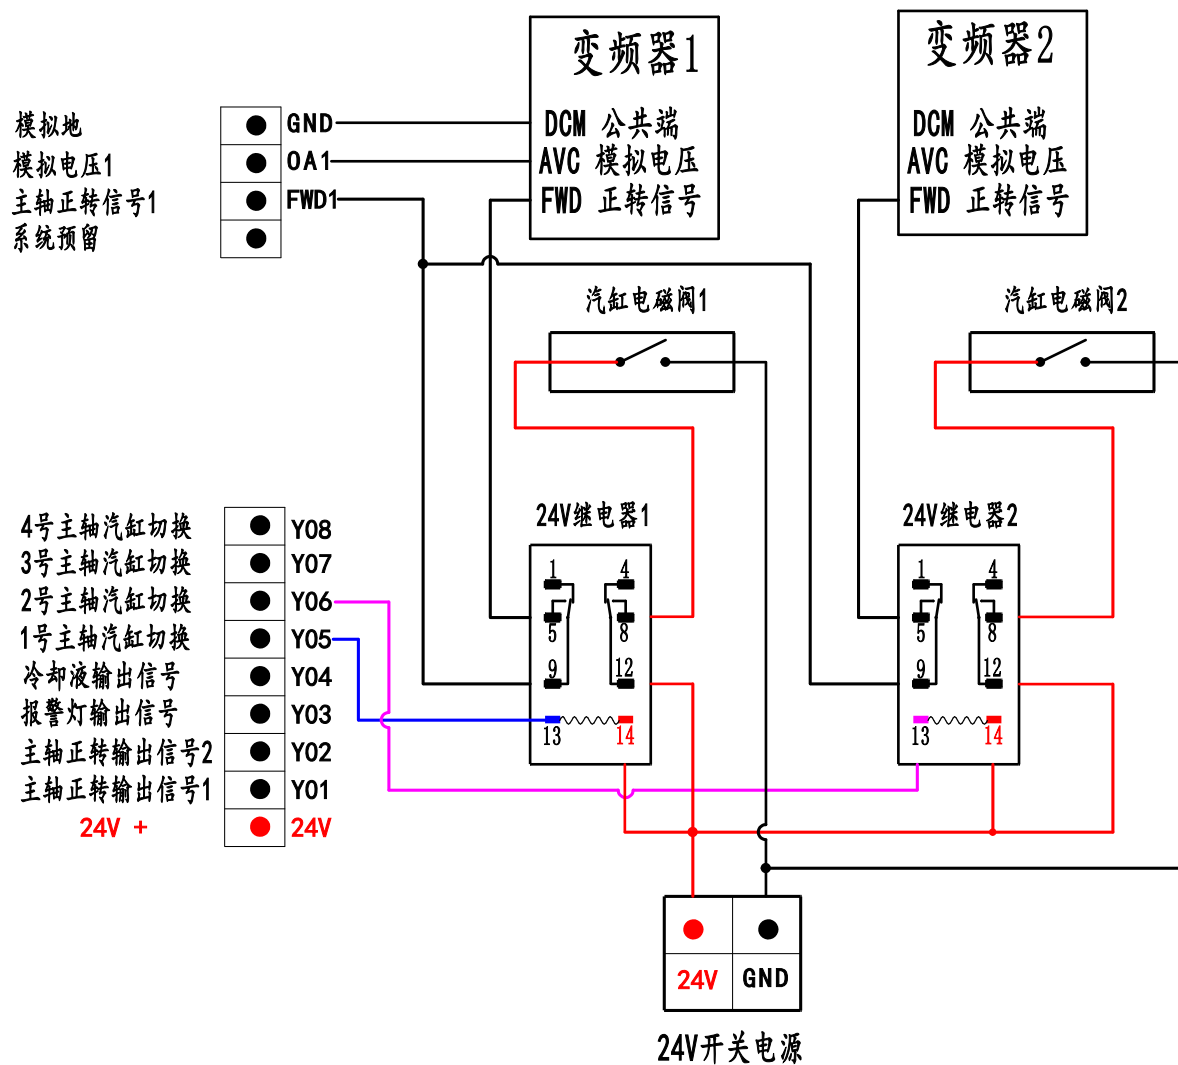 变频器1
DCM 公共端
AVC 模拟电压
FWD 正转信号
变频器2
DCM 公共端
AVC 模拟电压
FWD 正转信号
模拟地 GND
模拟电压1 OA1
主轴正转信号1 FWD1
系统预留
汽缸电磁阀1
汽缸电磁阀2
4号主轴汽缸切换 Y08
3号主轴汽缸切换 Y07
2号主轴汽缸切换 Y06
1号主轴汽缸切换 Y05
冷却液输出信号 Y04
报警灯输出信号 Y03
主轴正转输出信号2 Y02
主轴正转输出信号1 Y01
24V + 24V
24V继电器1
1 4
5 8
9 12
13 14
24V继电器2
1 4
5 8
9 12
13 14
24V GND
24V开关电源